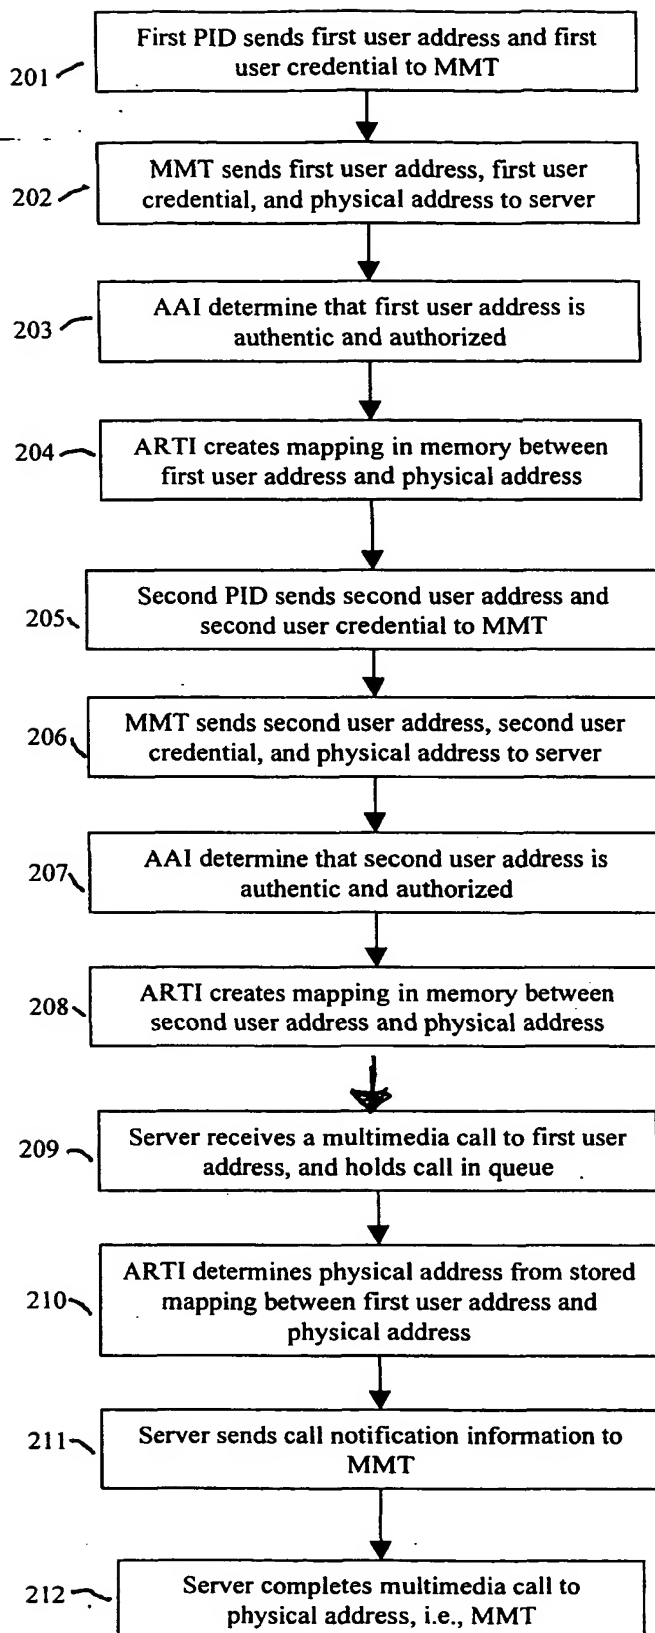 First PID sends first user address and first
user credential to MMT
201
MMT sends first user address, first user
credential, and physical address to server
202
AAI determine that first user address is
authentic and authorized
203
ARTI creates mapping in memory between
first user address and physical address
204
Second PID sends second user address and
second user credential to MMT
205
MMT sends second user address, second user
credential, and physical address to server
206
AAI determine that second user address is
authentic and authorized
207
ARTI creates mapping in memory between
second user address and physical address
208
Server receives a multimedia call to first user
address, and holds call in queue
209
ARTI determines physical address from stored
mapping between first user address and
physical address
210
Server sends call notification information to
MMT
211
Server completes multimedia call to
physical address, i.e., MMT
212